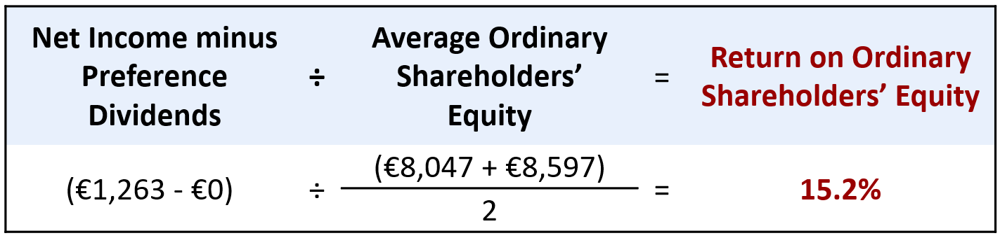 Net Income minus
Preference
Dividends
÷
Average Ordinary
Shareholders’
Equity
=
Return on Ordinary
Shareholders’ Equity
(€1,263 - €0)
÷
(€8,047 + €8,597)
2
=
15.2%